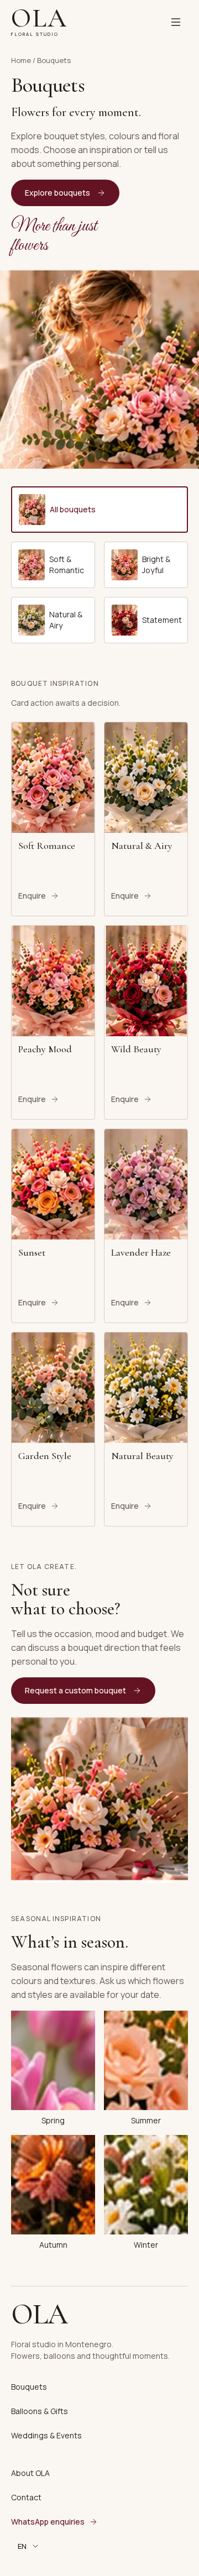 OLA
FLORAL STUDIO
Home / Bouquets
Bouquets
Flowers for every moment.
Explore bouquet styles, colours and floral
moods. Choose an inspiration or tell us
about something personal.
Explore bouquets
More than just
flowers
All bouquets
Soft &
Romantic
Bright &
Joyful
Natural &
Airy
Statement
BOUQUET INSPIRATION
Card action awaits a decision.
Soft Romance
Natural & Airy
Enquire
Enquire
Peachy Mood
Wild Beauty
Enquire
Enquire
Sunset
Lavender Haze
Enquire
Enquire
Garden Style
Natural Beauty
Enquire
Enquire
LET OLA CREATE.
Not sure
what to choose?
Tell us the occasion, mood and budget. We
can discuss a bouquet direction that feels
personal to you.
Request a custom bouquet
OLA
SEASONAL INSPIRATION
What’s in season.
Seasonal flowers can inspire different
colours and textures. Ask us which flowers
and styles are available for your date.
Spring
Summer
Autumn
Winter
OLA
Floral studio in Montenegro.
Flowers, balloons and thoughtful moments.
Bouquets
Balloons & Gifts
Weddings & Events
About OLA
Contact
WhatsApp enquiries
EN